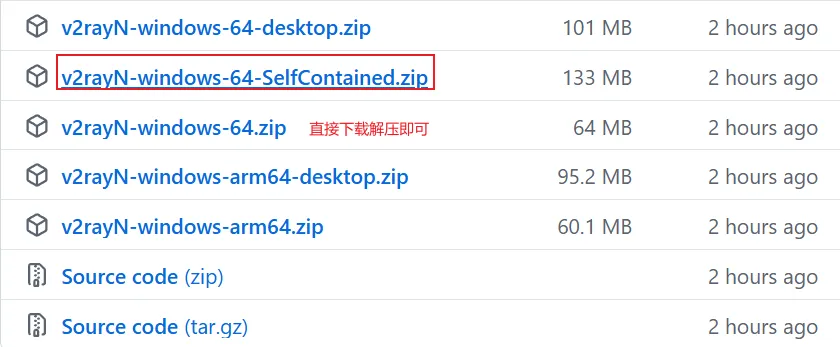 v2rayN-windows-64-desktop.zip 101 MB 2 hours ago
v2rayN-windows-64-SelfContained.zip 133 MB 2 hours ago
v2rayN-windows-64.zip 直接下载解压即可 64 MB 2 hours ago
v2rayN-windows-arm64-desktop.zip 95.2 MB 2 hours ago
v2rayN-windows-arm64.zip 60.1 MB 2 hours ago
Source code (zip) 2 hours ago
Source code (tar.gz) 2 hours ago